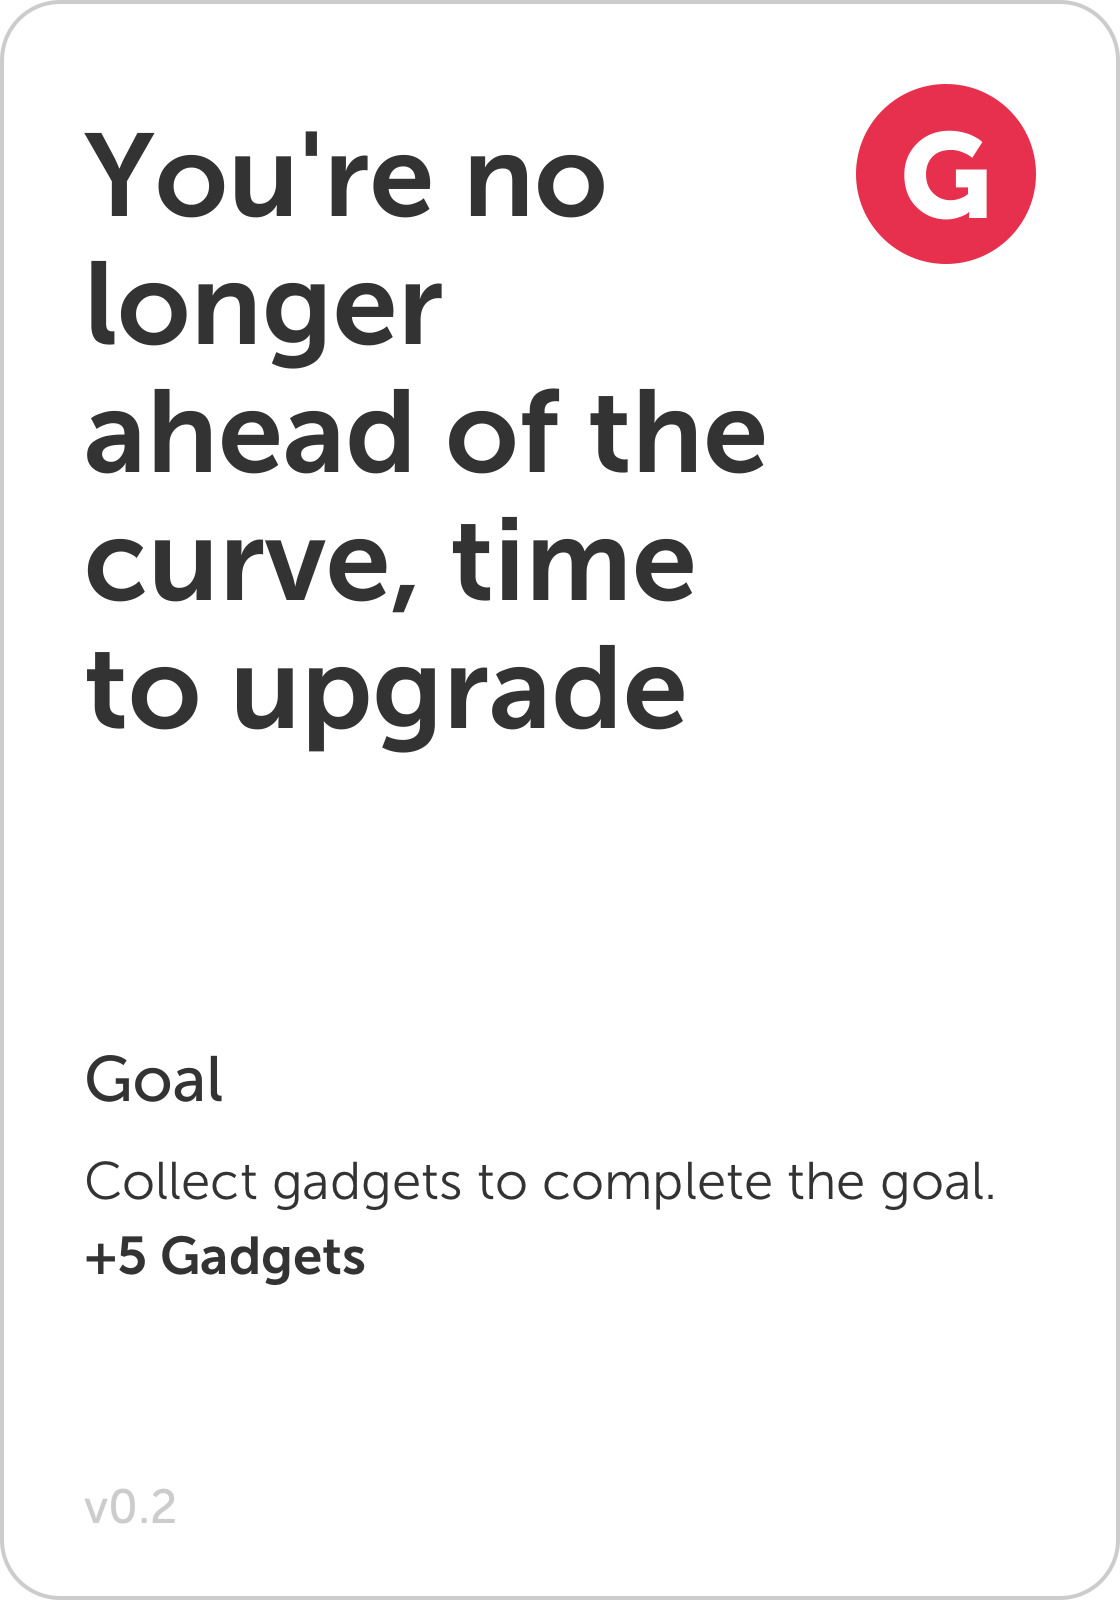 You're no
G
longer
ahead of the
curve, time
to upgrade
Goal
Collect gadgets to complete the goal.
+5 Gadgets
v0.2